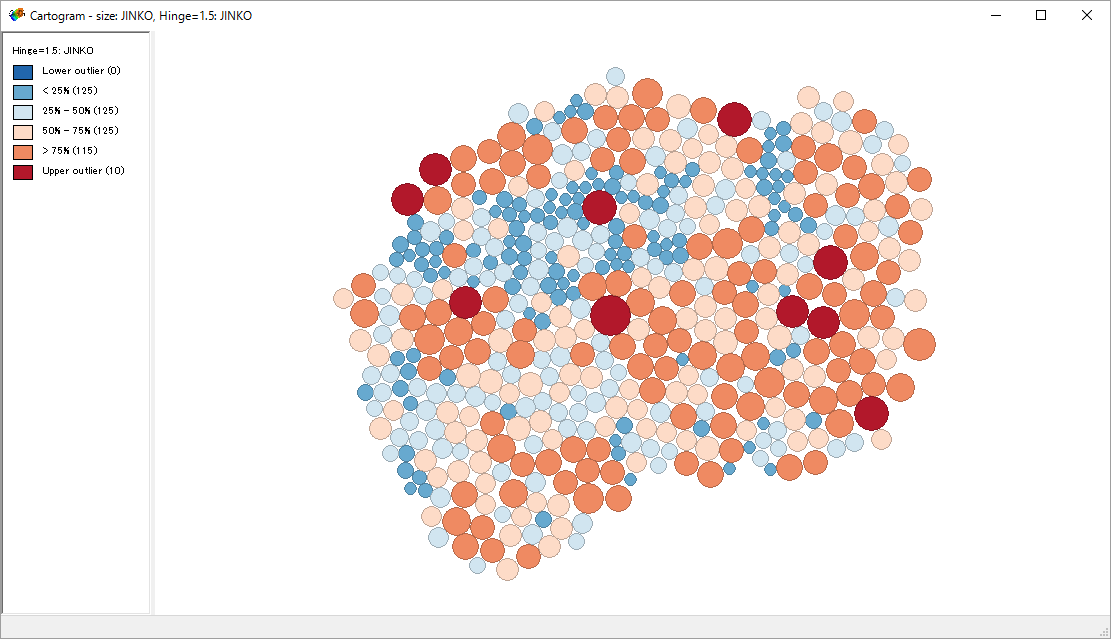 Cartogram - size: JINKO, Hinge=1.5: JINKO
Hinge=1.5: JINKO
Lower outlier (0)
< 25% (125)
25% - 50% (125)
50% - 75% (125)
> 75% (115)
Upper outlier (10)